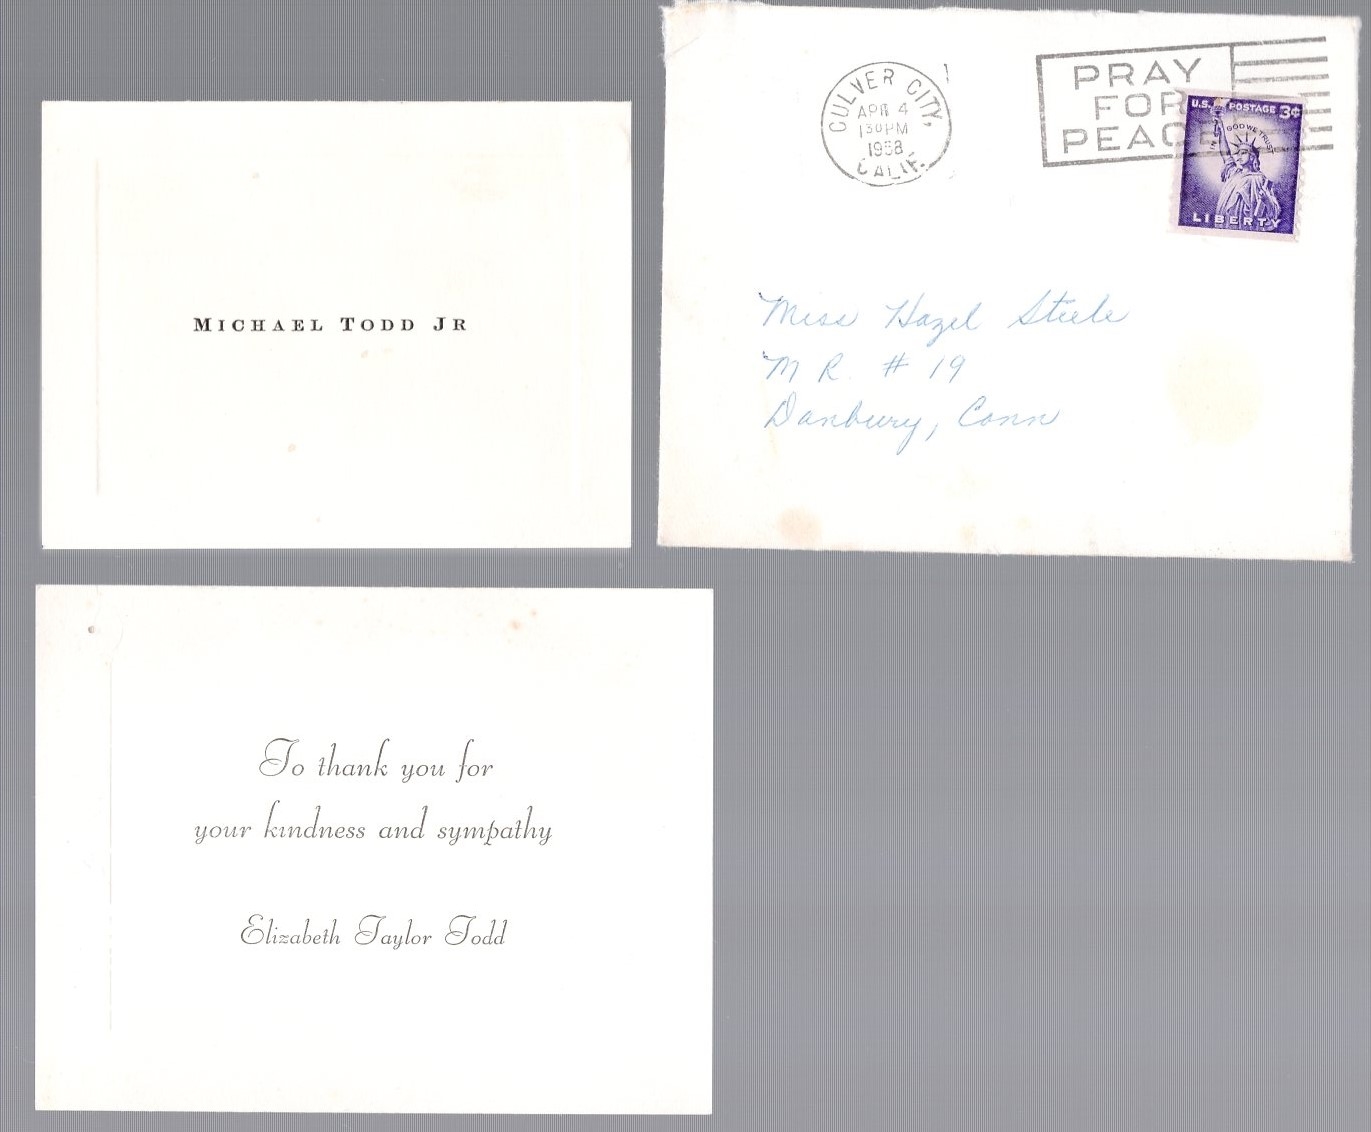 MICHAEL TODD JR
CULVER CITY,
APR 4
1 30 PM
1958
CALIF.
PRAY
FOR
PEACE
U.S. POSTAGE 3¢
IN GOD WE TRUST
LIBERTY
Miss Hazel Steele
M R. # 19
Danbury, Conn
To thank you for
your kindness and sympathy
Elizabeth Taylor Todd